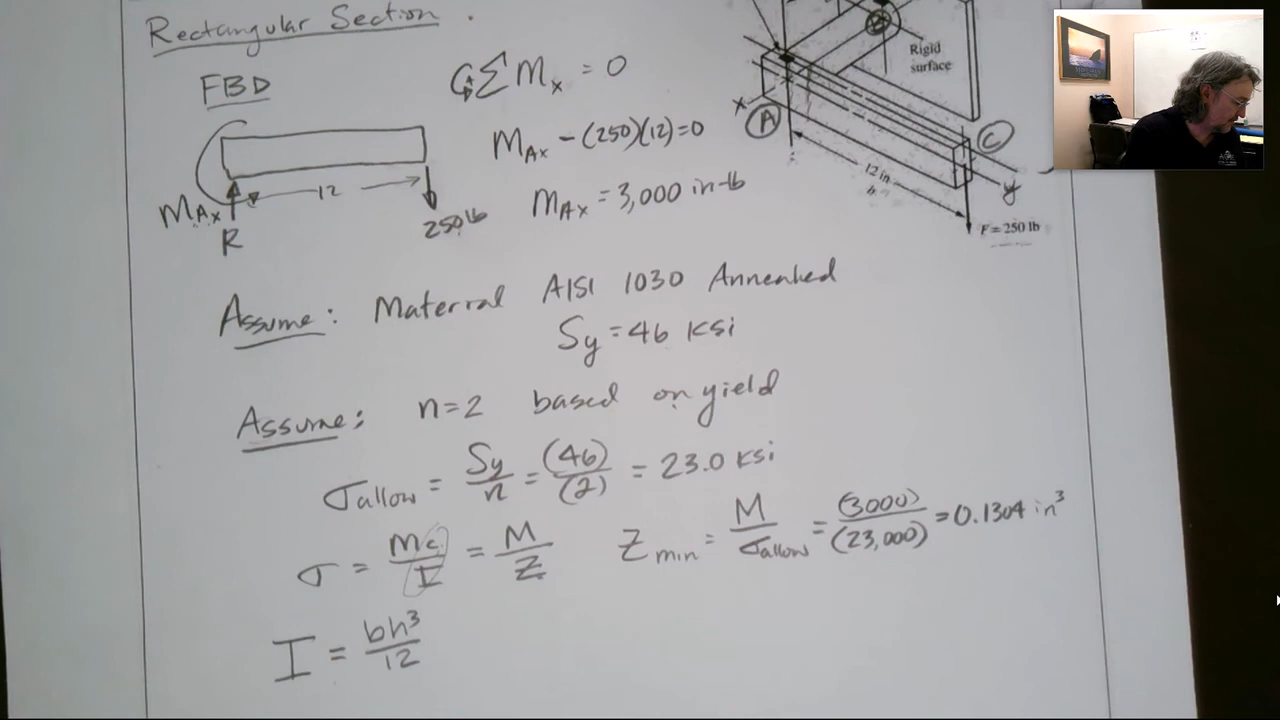 Rectangular Section .
FBD
↺ΣMx = 0
MAx - (250)(12)=0
MAx = 3,000 in-lb
MAx
R
12
250 lb
Rigid
surface
x
A
C
12 in
y
F = 250 lb
Assume: Material AISI 1030 Annealed
Sy = 46 ksi
Assume: n=2 based on yield
σallow = Sy/n = (46)/(2) = 23.0 ksi
σ = Mc/I = M/Z
Zmin = M/σallow = (3000)/(23,000) = 0.1304 in³
I = bh³/12